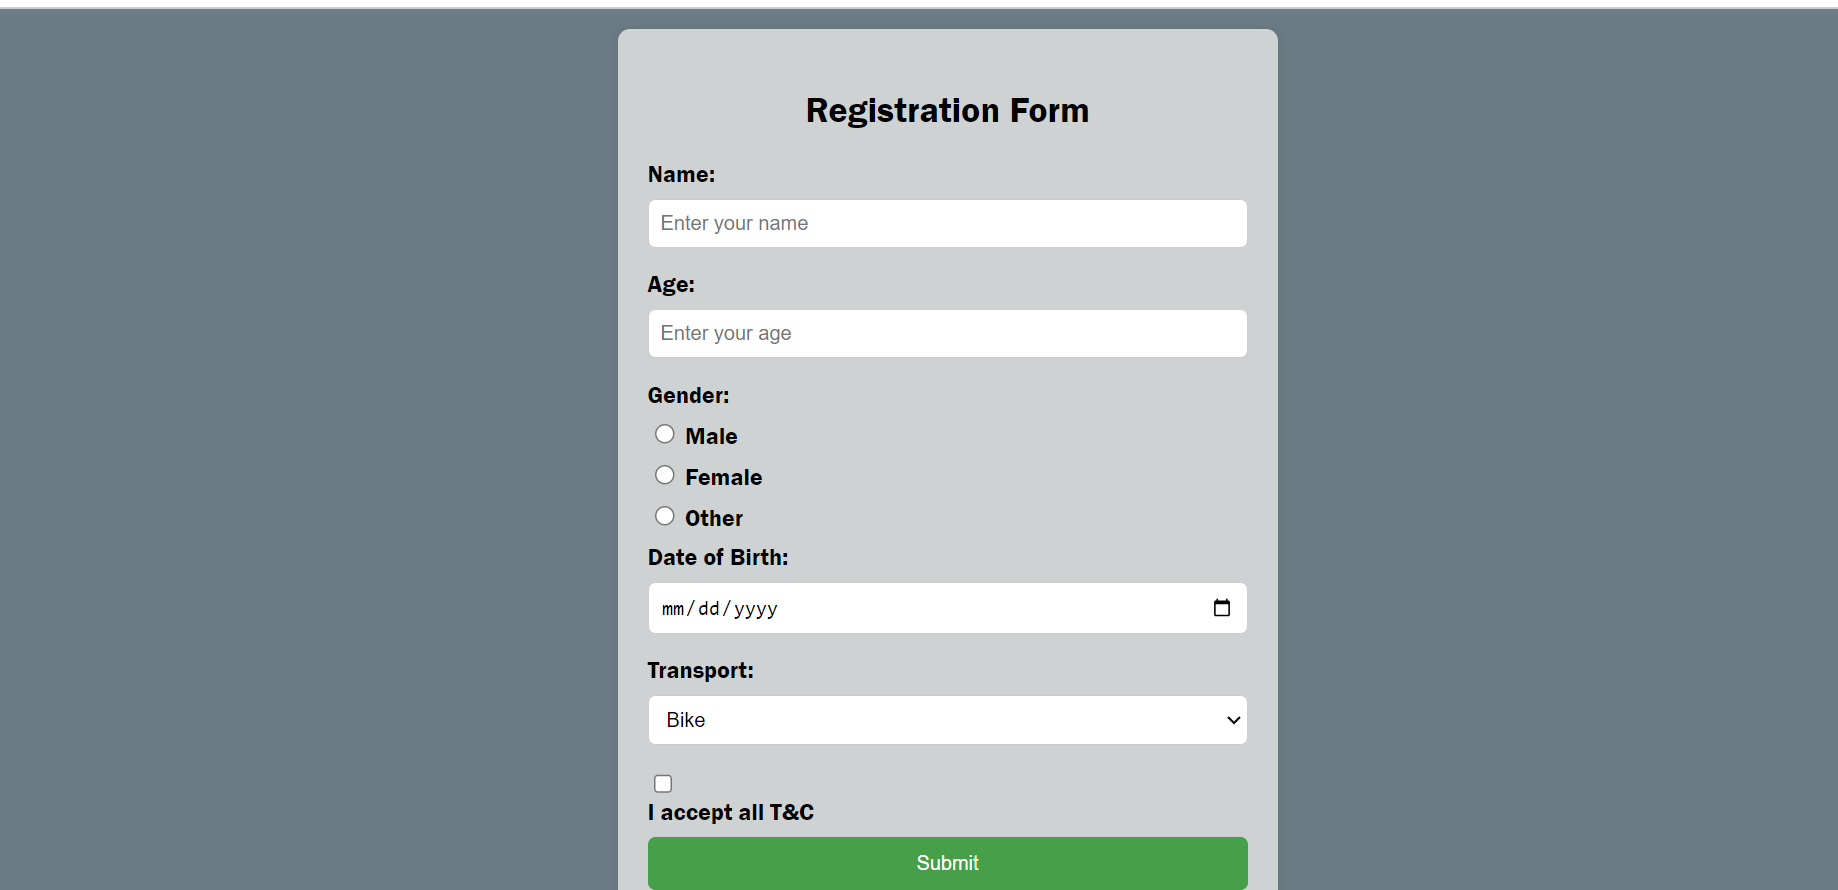 Registration Form
Name:
Enter your name
Age:
Enter your age
Gender:
Male
Female
Other
Date of Birth:
mm/dd/yyyy
Transport:
Bike
I accept all T&C
Submit